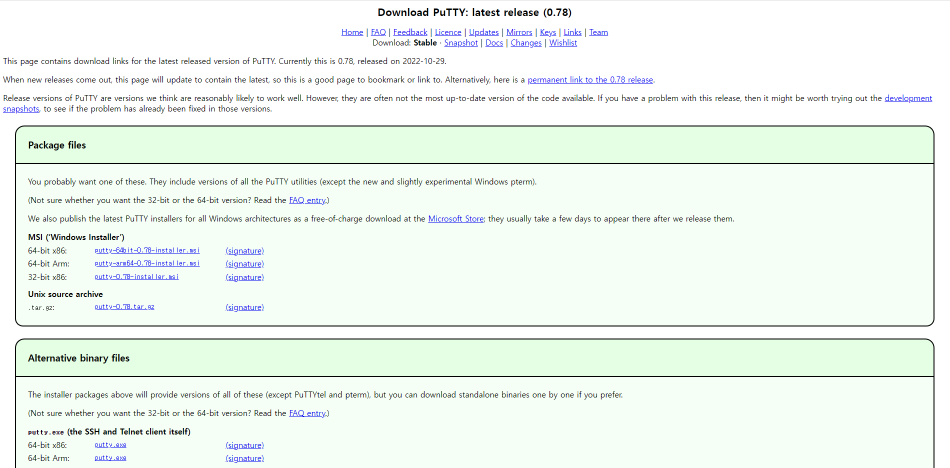 Download PuTTY: latest release (0.78)
Home | FAQ | Feedback | Licence | Updates | Mirrors | Keys | Links | Team
Download: Stable · Snapshot | Docs | Changes | Wishlist
This page contains download links for the latest released version of PuTTY. Currently this is 0.78, released on 2022-10-29.
When new releases come out, this page will update to contain the latest, so this is a good page to bookmark or link to. Alternatively, here is a permanent link to the 0.78 release.
Release versions of PuTTY are versions we think are reasonably likely to work well. However, they are often not the most up-to-date version of the code available. If you have a problem with this release, then it might be worth trying out the development
snapshots, to see if the problem has already been fixed in those versions.
Package files
You probably want one of these. They include versions of all the PuTTY utilities (except the new and slightly experimental Windows pterm).
(Not sure whether you want the 32-bit or the 64-bit version? Read the FAQ entry.)
We also publish the latest PuTTY installers for all Windows architectures as a free-of-charge download at the Microsoft Store; they usually take a few days to appear there after we release them.
MSI ('Windows Installer')
64-bit x86: putty-64bit-0.78-installer.msi (signature)
64-bit Arm: putty-arm64-0.78-installer.msi (signature)
32-bit x86: putty-0.78-installer.msi (signature)
Unix source archive
.tar.gz: putty-0.78.tar.gz (signature)
Alternative binary files
The installer packages above will provide versions of all of these (except PuTTYtel and pterm), but you can download standalone binaries one by one if you prefer.
(Not sure whether you want the 32-bit or the 64-bit version? Read the FAQ entry.)
putty.exe (the SSH and Telnet client itself)
64-bit x86: putty.exe (signature)
64-bit Arm: putty.exe (signature)